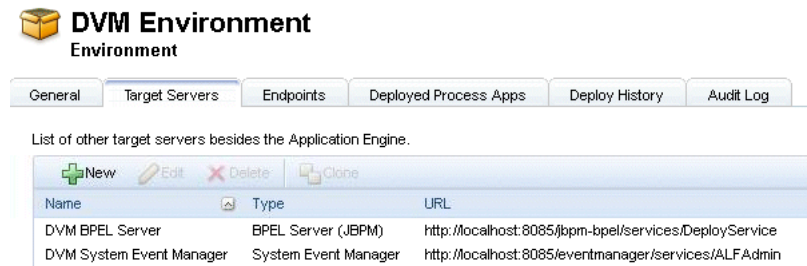 DVM Environment
Environment
General Target Servers Endpoints Deployed Process Apps Deploy History Audit Log
List of other target servers besides the Application Engine.
New Edit Delete Clone
Name Type URL
DVM BPEL Server BPEL Server (JBPM) http://localhost:8085/jbpm-bpel/services/DeployService
DVM System Event Manager System Event Manager http://localhost:8085/eventmanager/services/ALFAdmin